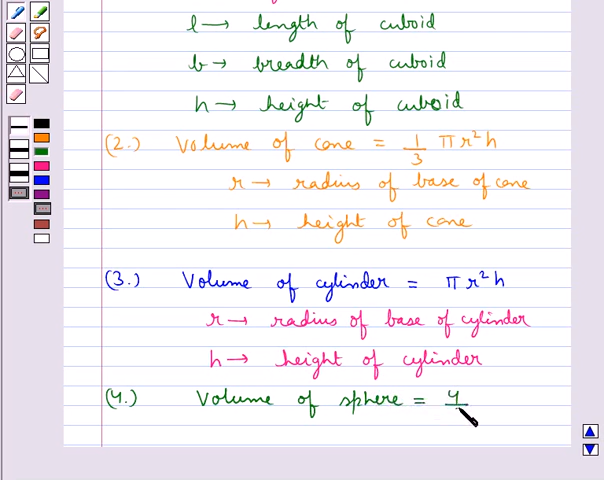 l → length of cuboid
b → breadth of cuboid
h → height of cuboid
(2.) Volume of cone = 1/3 π r² h
r → radius of base of cone
h → height of cone
(3.) Volume of cylinder = π r² h
r → radius of base of cylinder
h → height of cylinder
(4.) Volume of sphere = 4/